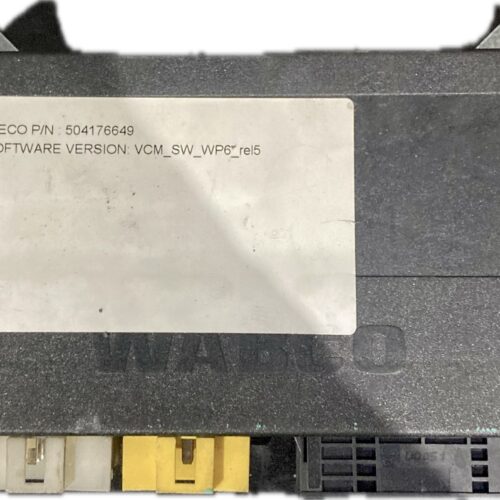 ECO P/N : 504176649
OFTWARE VERSION: VCM_SW_WP6_rel5
WABCO